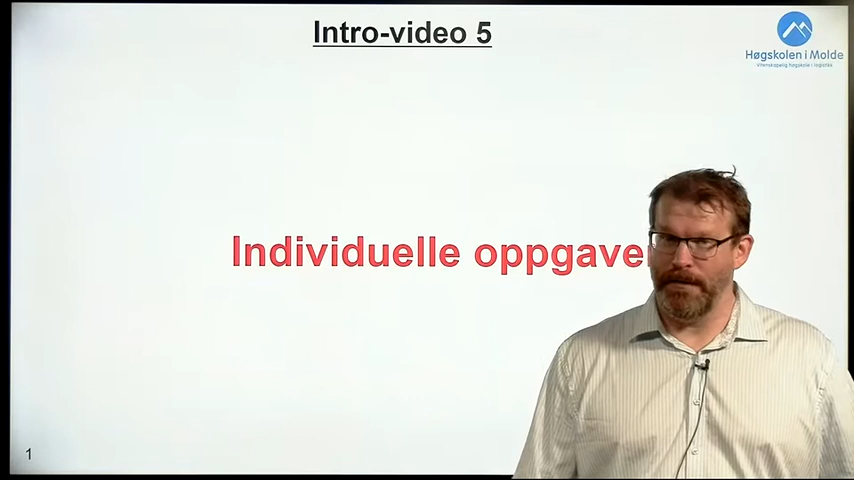 Intro-video 5
Høgskolen i Molde
Vitenskapelig høgskole i logistikk
Individuelle oppgave
1